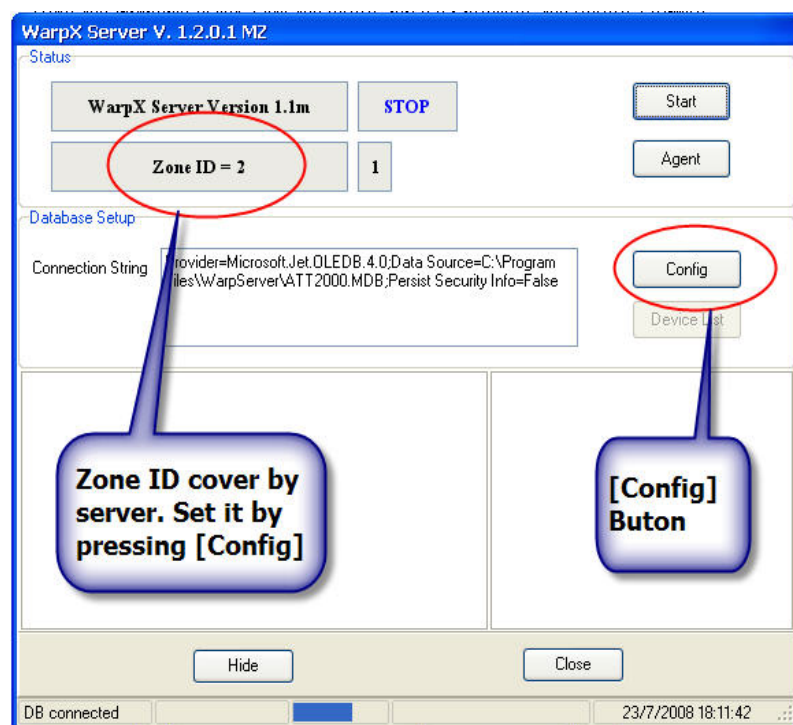 WarpX Server V. 1.2.0.1 MZ
Status
WarpX Server Version 1.1m
STOP
Start
Zone ID = 2
1
Agent
Database Setup
Connection String
Provider=Microsoft.Jet.OLEDB.4.0;Data Source=C:\Program
Files\WarpServer\ATT2000.MDB;Persist Security Info=False
Config
Device List
Zone ID cover by
server. Set it by
pressing [Config]
[Config]
Buton
Hide
Close
DB connected
23/7/2008 18:11:42